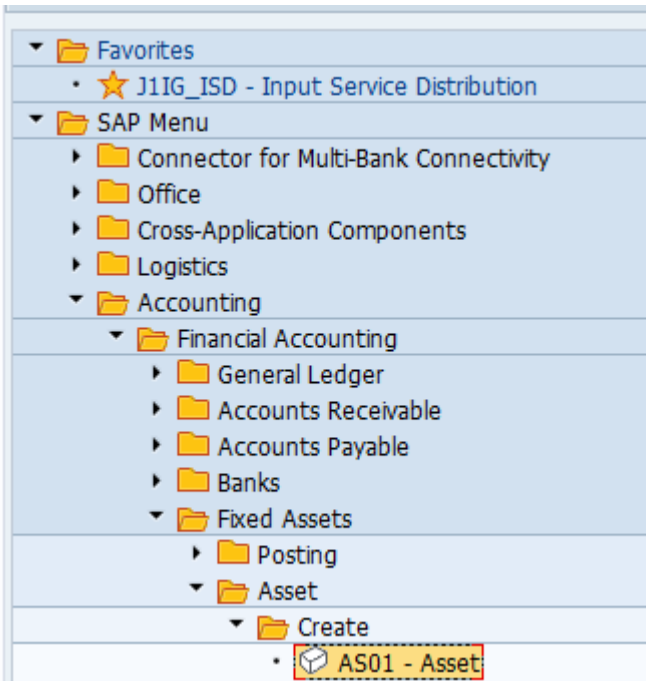 Favorites
J1IG_ISD - Input Service Distribution
SAP Menu
Connector for Multi-Bank Connectivity
Office
Cross-Application Components
Logistics
Accounting
Financial Accounting
General Ledger
Accounts Receivable
Accounts Payable
Banks
Fixed Assets
Posting
Asset
Create
AS01 - Asset